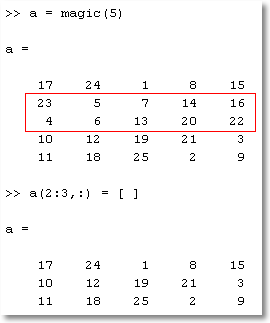 >> a = magic(5)
a =
17 24 1 8 15
23 5 7 14 16
4 6 13 20 22
10 12 19 21 3
11 18 25 2 9
>> a(2:3,:) = [ ]
a =
17 24 1 8 15
10 12 19 21 3
11 18 25 2 9